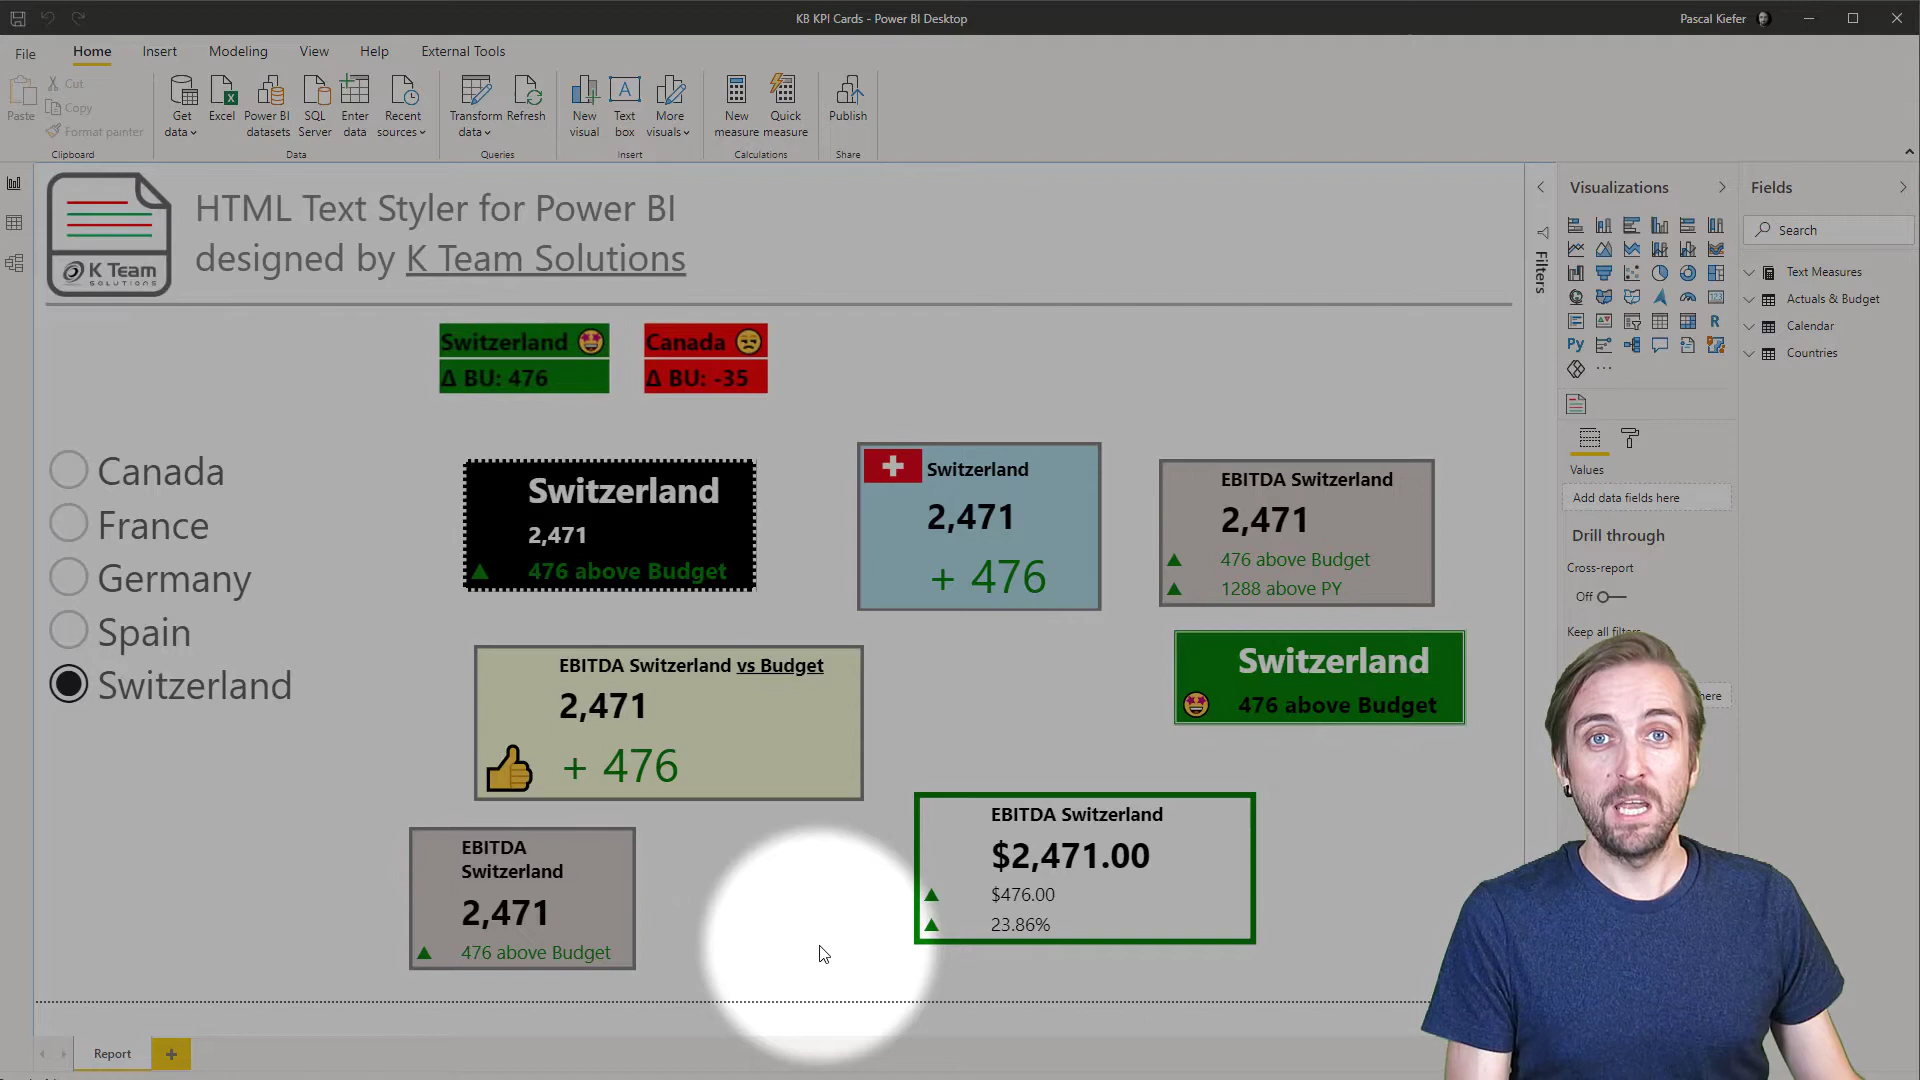 KB KPI Cards - Power BI Desktop
Pascal Kiefer
File
Home
Insert
Modeling
View
Help
External Tools
Paste
Cut
Copy
Format painter
Clipboard
Get
data
Excel
Power BI
datasets
SQL
Server
Enter
data
Recent
sources
Data
Transform
data
Refresh
Queries
New
visual
A
Text
box
More
visuals
Insert
New
measure
Quick
measure
Calculations
Publish
Share
HTML Text Styler for Power BI
designed by K Team Solutions
K Team
SOLUTIONS
Switzerland
Δ BU: 476
Canada
Δ BU: -35
Canada
France
Germany
Spain
Switzerland
Switzerland
2,471
▲ 476 above Budget
Switzerland
2,471
+ 476
EBITDA Switzerland
2,471
▲ 476 above Budget
▲ 1288 above PY
EBITDA Switzerland vs Budget
2,471
+ 476
Switzerland
476 above Budget
EBITDA
Switzerland
2,471
▲ 476 above Budget
EBITDA Switzerland
$2,471.00
▲ $476.00
▲ 23.86%
Report
+
Filters
Visualizations
R
Py
...
Values
Add data fields here
Drill through
Cross-report
Off
Keep all filters
here
Fields
Search
Text Measures
Actuals & Budget
Calendar
Countries